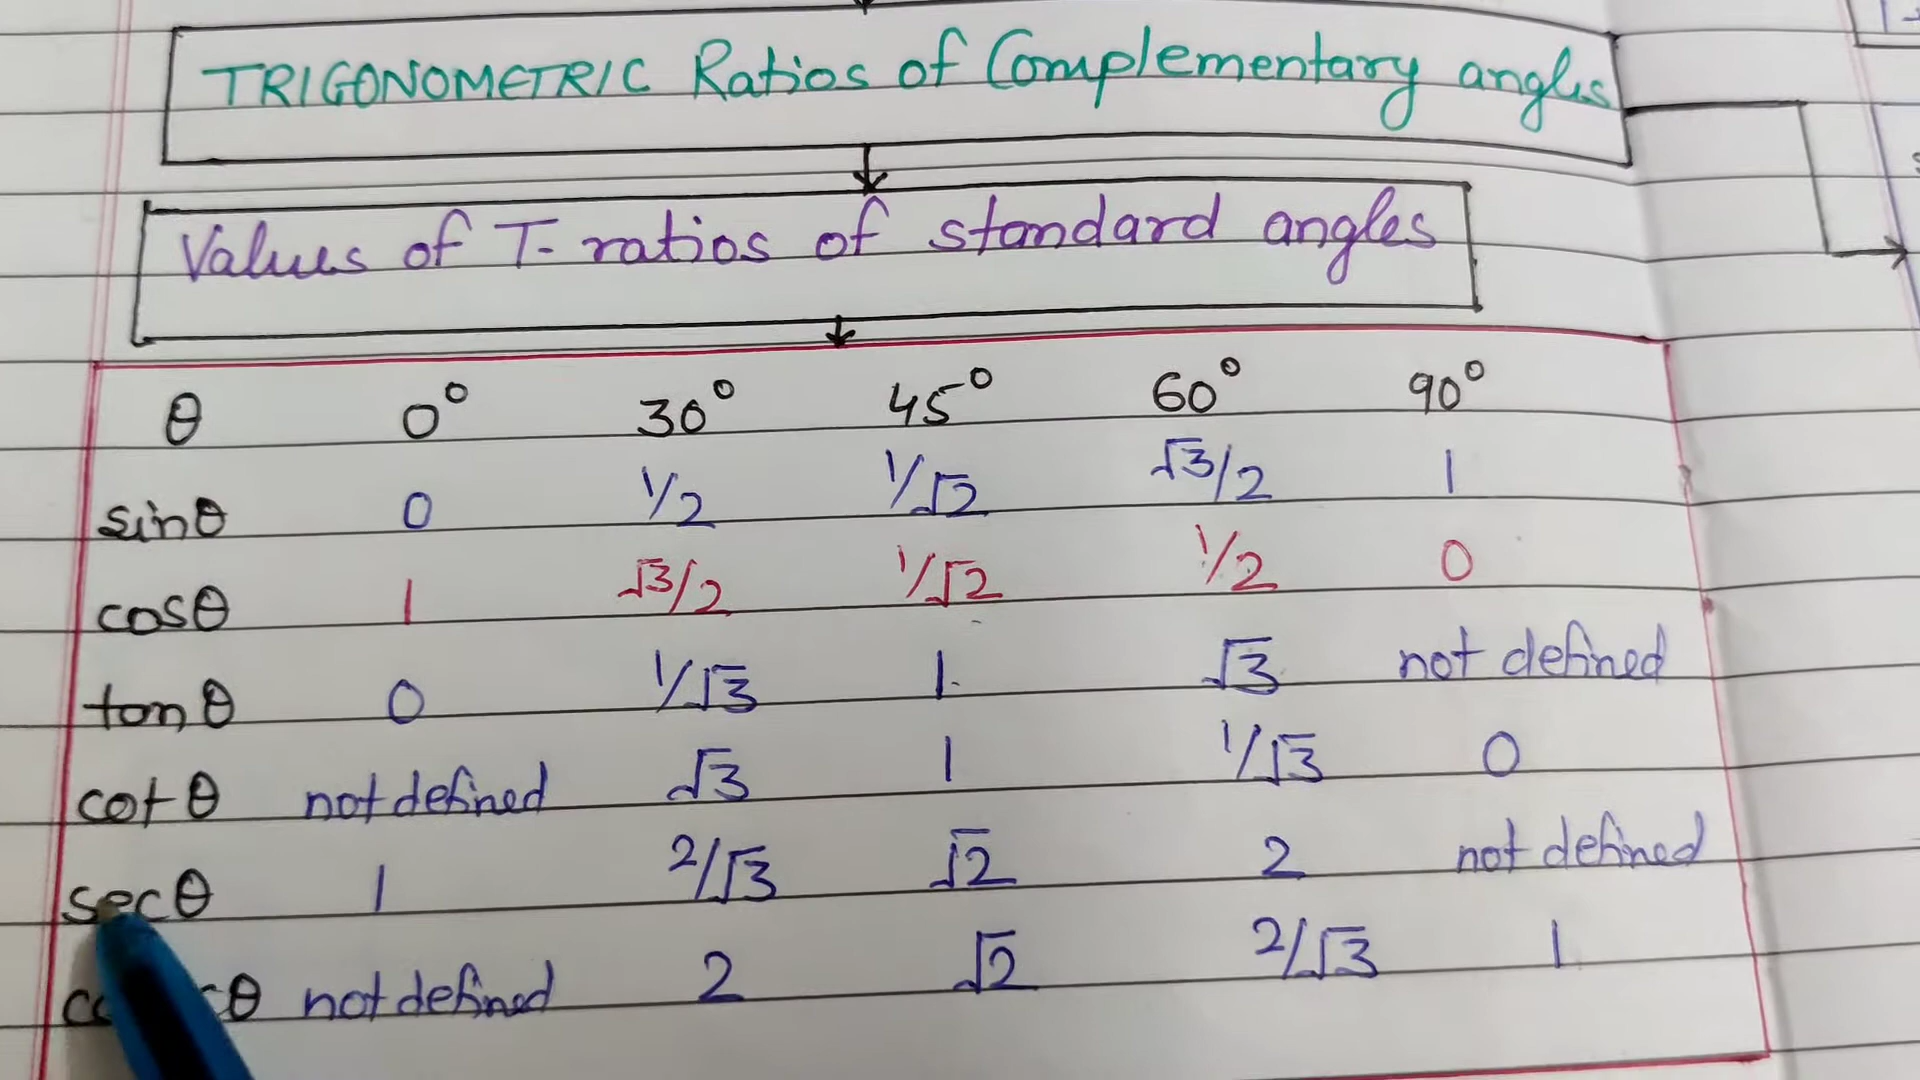 TRIGONOMETRIC Ratios of Complementary angles
Values of T-ratios of standard angles
θ 0° 30° 45° 60° 90°
sinθ 0 1/2 1/√2 √3/2 1
cosθ 1 √3/2 1/√2 1/2 0
tanθ 0 1/√3 1 √3 not defined
cotθ not defined √3 1 1/√3 0
secθ 1 2/√3 √2 2 not defined
not defined 2 √2 2/√3 1